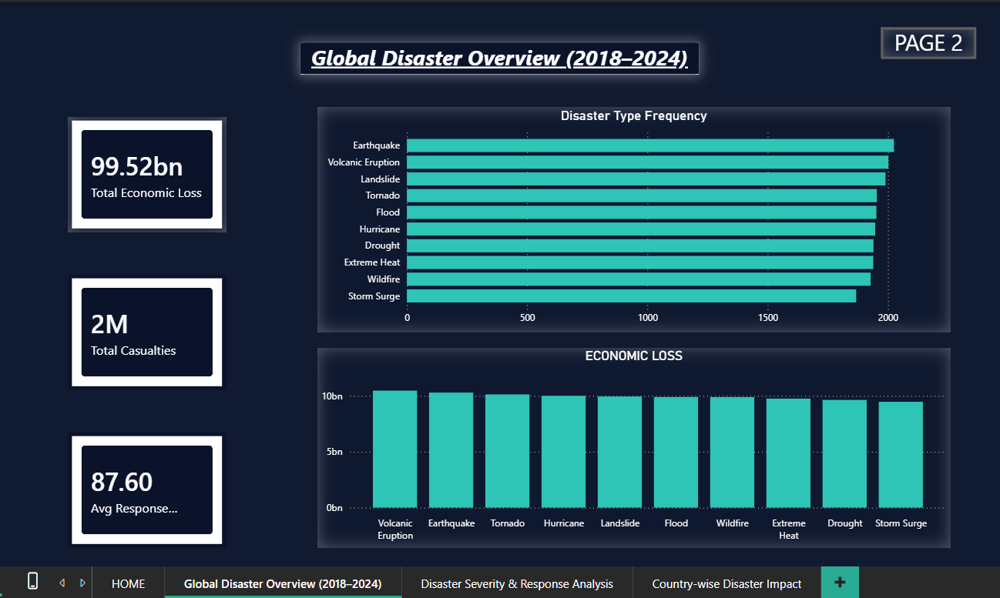 PAGE 2
Global Disaster Overview (2018–2024)
99.52bn
Total Economic Loss
2M
Total Casualties
87.60
Avg Response...
Disaster Type Frequency
Earthquake
Volcanic Eruption
Landslide
Tornado
Flood
Hurricane
Drought
Extreme Heat
Wildfire
Storm Surge
0 500 1000 1500 2000
ECONOMIC LOSS
10bn
5bn
0bn
Volcanic Eruption Earthquake Tornado Hurricane Landslide Flood Wildfire Extreme Heat Drought Storm Surge
HOME Global Disaster Overview (2018–2024) Disaster Severity & Response Analysis Country-wise Disaster Impact